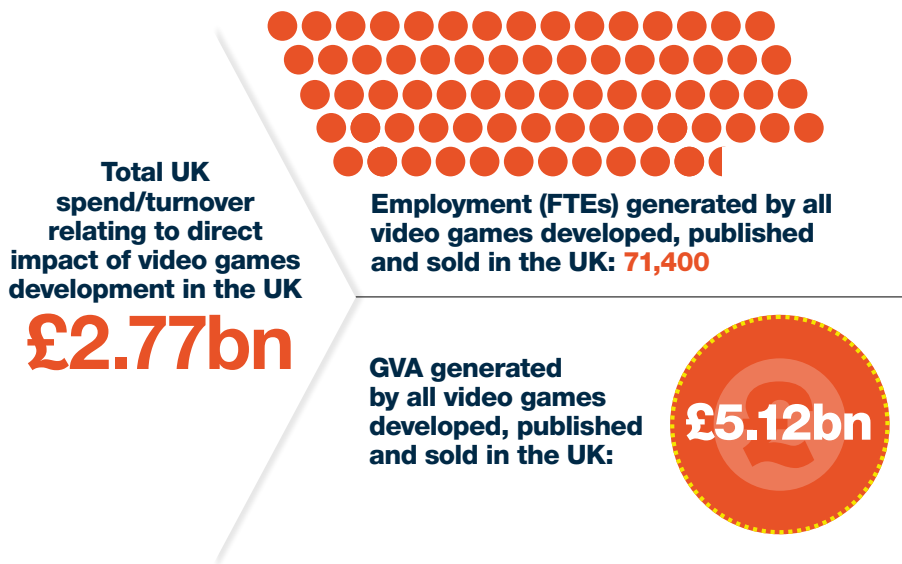 Total UK
spend/turnover
relating to direct
impact of video games
development in the UK
£2.77bn
Employment (FTEs) generated by all
video games developed, published
and sold in the UK: 71,400
GVA generated
by all video games
developed, published
and sold in the UK:
£5.12bn